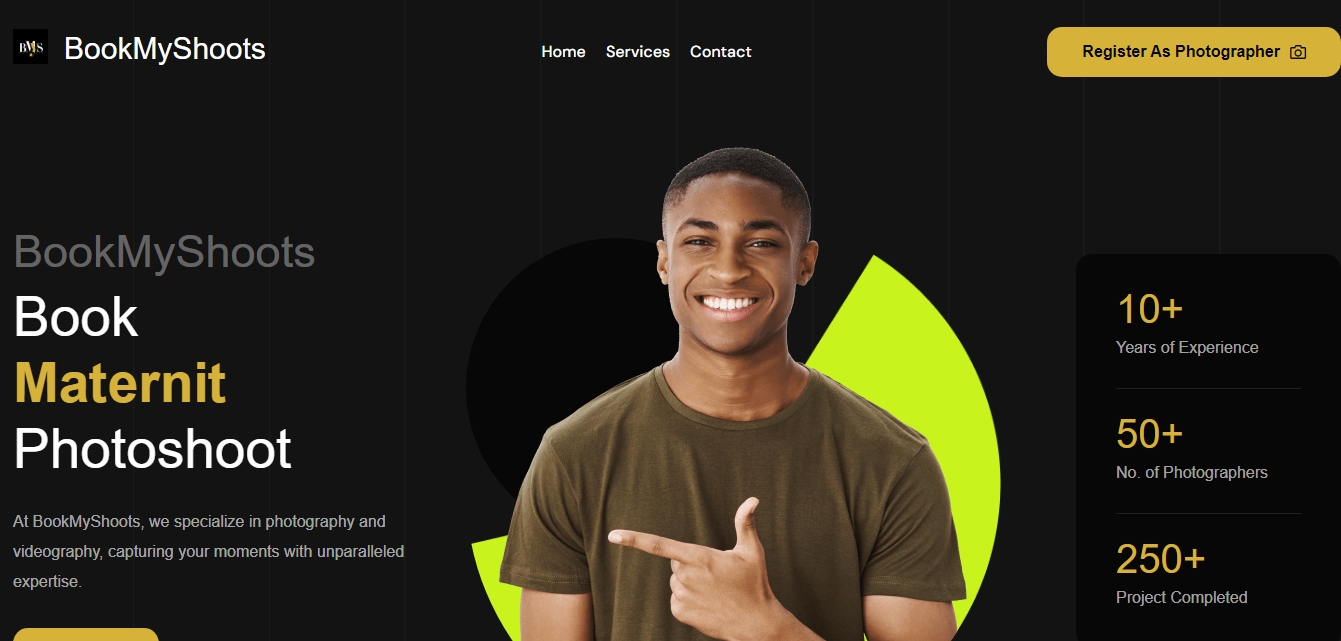 BMS
BookMyShoots
Home
Services
Contact
Register As Photographer
BookMyShoots
Book
Maternit
Photoshoot
At BookMyShoots, we specialize in photography and
videography, capturing your moments with unparalleled
expertise.
10+
Years of Experience
50+
No. of Photographers
250+
Project Completed